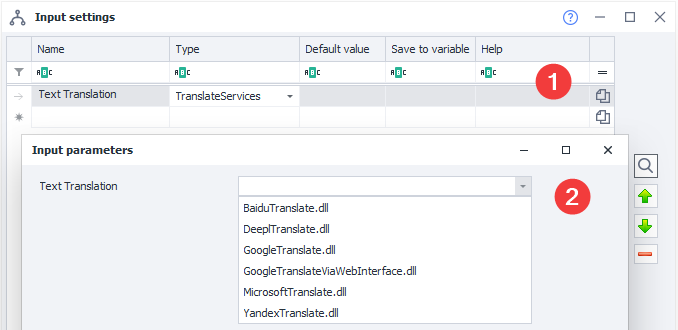 Input settings
Name Type Default value Save to variable Help
ABC ABC ABC ABC ABC
1
Text Translation TranslateServices
Input parameters
Text Translation
2
BaiduTranslate.dll
DeeplTranslate.dll
GoogleTranslate.dll
GoogleTranslateViaWebInterface.dll
MicrosoftTranslate.dll
YandexTranslate.dll